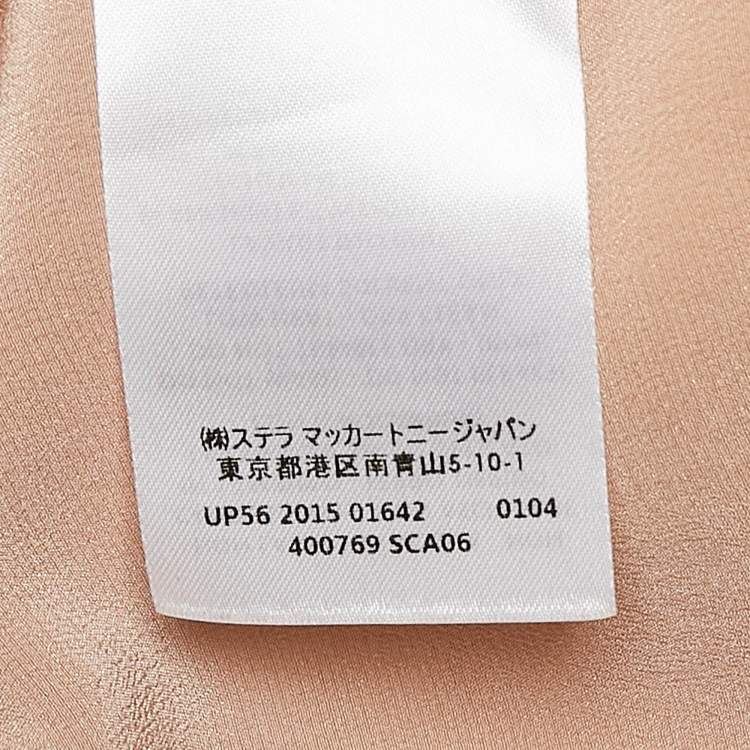 ㈱ステラ マッカートニージャパン
東京都港区南青山5-10-1
UP56 2015 01642 0104
400769 SCA06